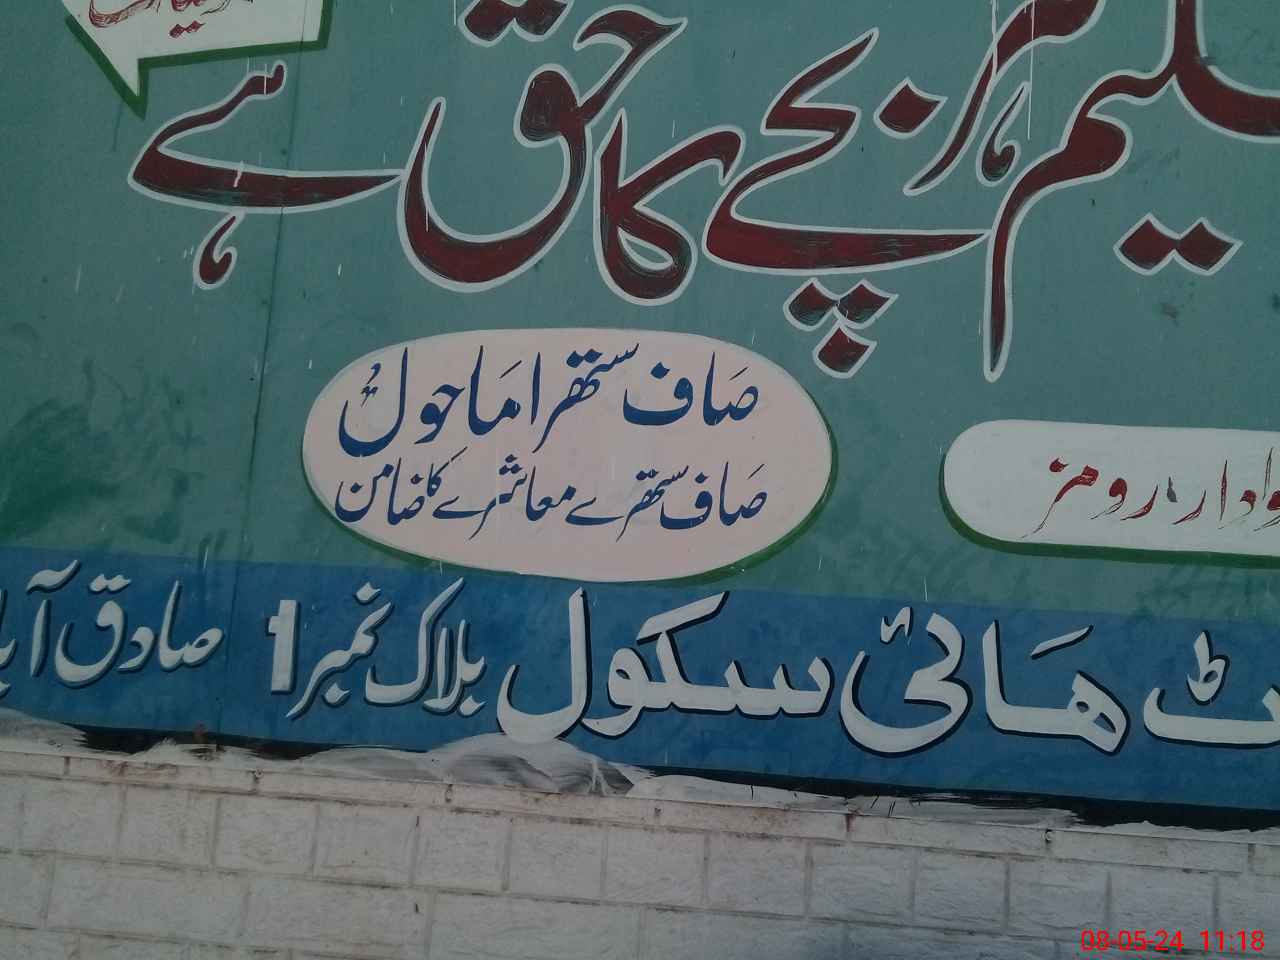 ہر بچے کا حق ہے
صاف ستھرا ماحول
صاف ستھرے معاشرے کا ضامن
رومز
ہائی سکول بلاک نمبر 1 صادق
08-05-24 11:18